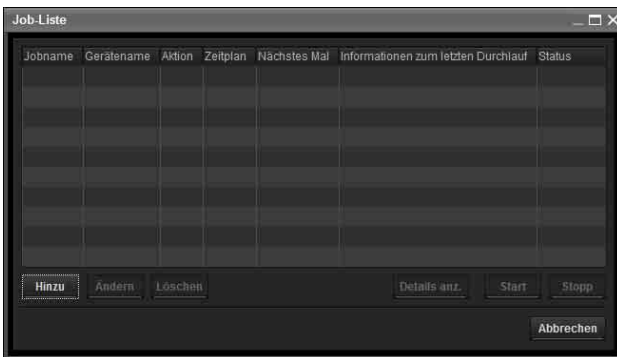 Job-Liste
Jobname Gerätename Aktion Zeitplan Nächstes Mal Informationen zum letzten Durchlauf Status
Hinzu Ändern Löschen Details anz. Start Stopp
Abbrechen